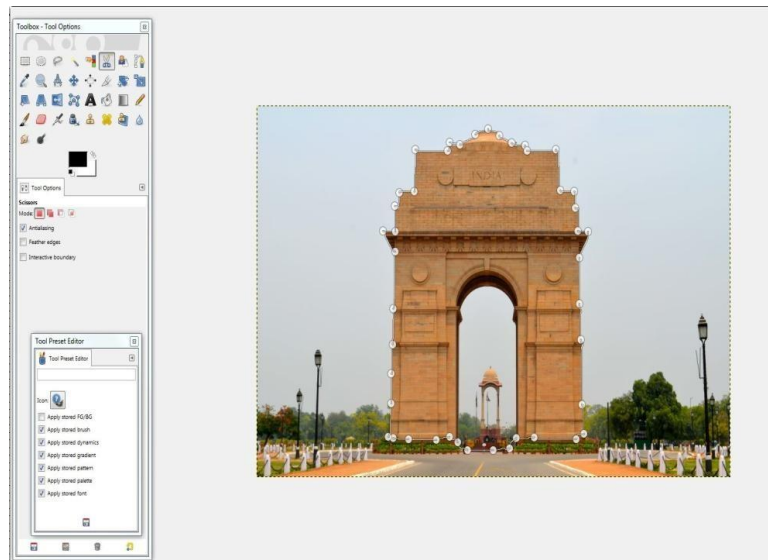 Toolbox - Tool Options
Tool Options
Scissors
Mode:
Antialiasing
Feather edges
Interactive boundary
Tool Preset Editor
Tool Preset Editor
Icon:
Apply stored FG/BG
Apply stored brush
Apply stored dynamics
Apply stored gradient
Apply stored pattern
Apply stored palette
Apply stored font
INDIA